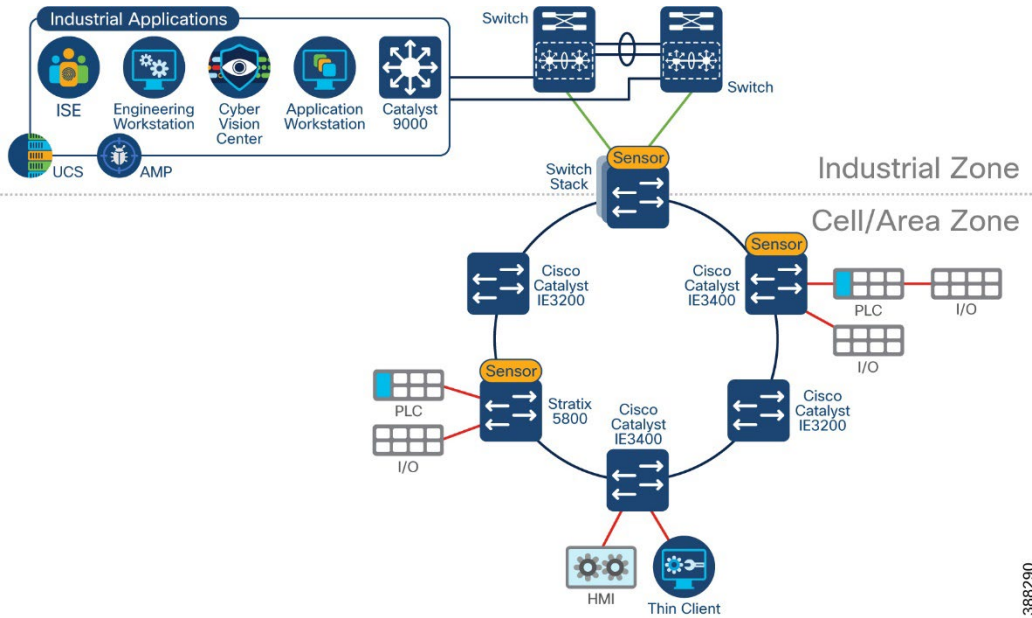 Industrial Applications
ISE
Engineering
Workstation
Cyber
Vision
Center
Application
Workstation
Catalyst
9000
UCS
AMP
Switch
Switch
Sensor
Switch
Stack
Industrial Zone
Cell/Area Zone
Cisco
Catalyst
IE3200
Sensor
Cisco
Catalyst
IE3400
PLC
I/O
I/O
Sensor
Stratix
5800
PLC
I/O
Cisco
Catalyst
IE3400
Cisco
Catalyst
IE3200
HMI
Thin Client
388290